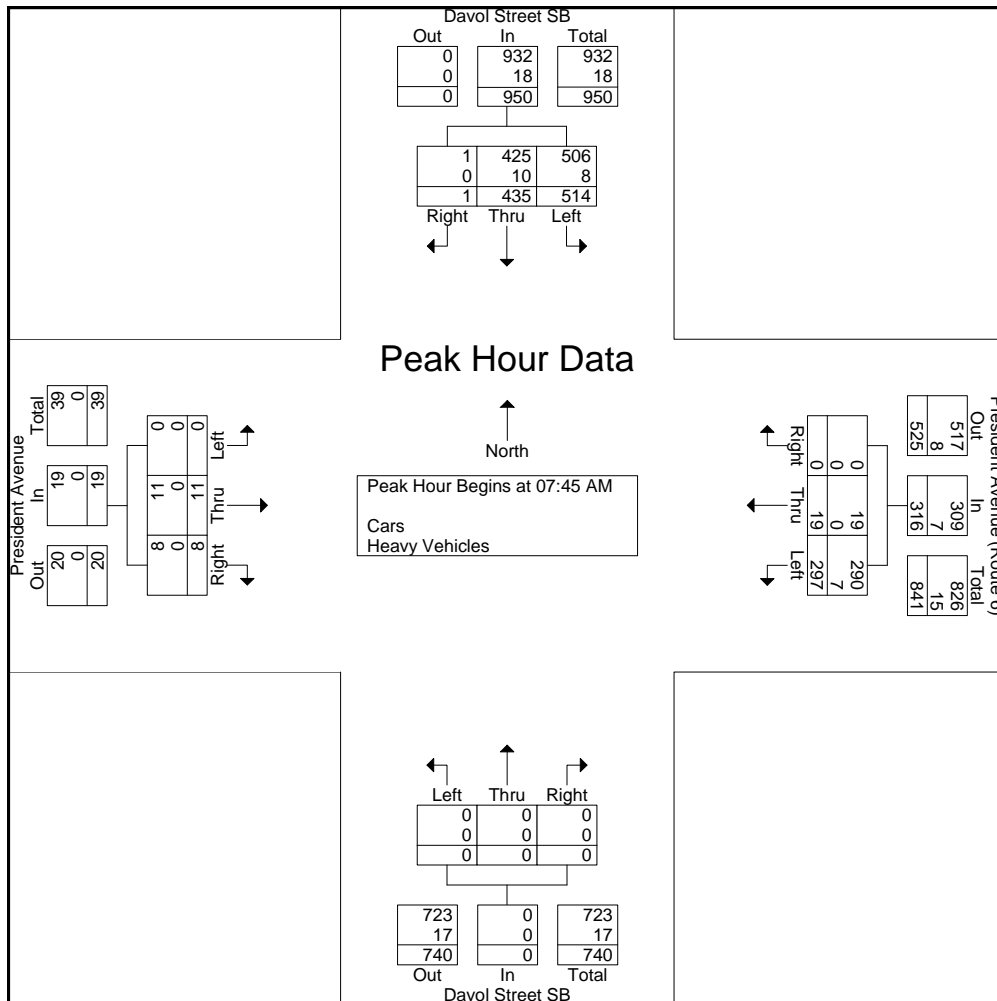 Davol Street SB
Out In Total
0 932 932
0 18 18
0 950 950
1 425 506
0 10 8
1 435 514
Right Thru Left
Peak Hour Data
North
Peak Hour Begins at 07:45 AM
Cars
Heavy Vehicles
President Avenue
Out In Total
20 19 39
0 0 0
20 19 39
Right Thru Left
8 11 0
0 0 0
8 11 0
President Avenue (Route 6)
Out In Total
517 309 826
8 7 15
525 316 841
0 19 290
0 0 7
0 19 297
Right Thru Left
Left Thru Right
0 0 0
0 0 0
0 0 0
723 0 723
17 0 17
740 0 740
Out In Total
Davol Street SB